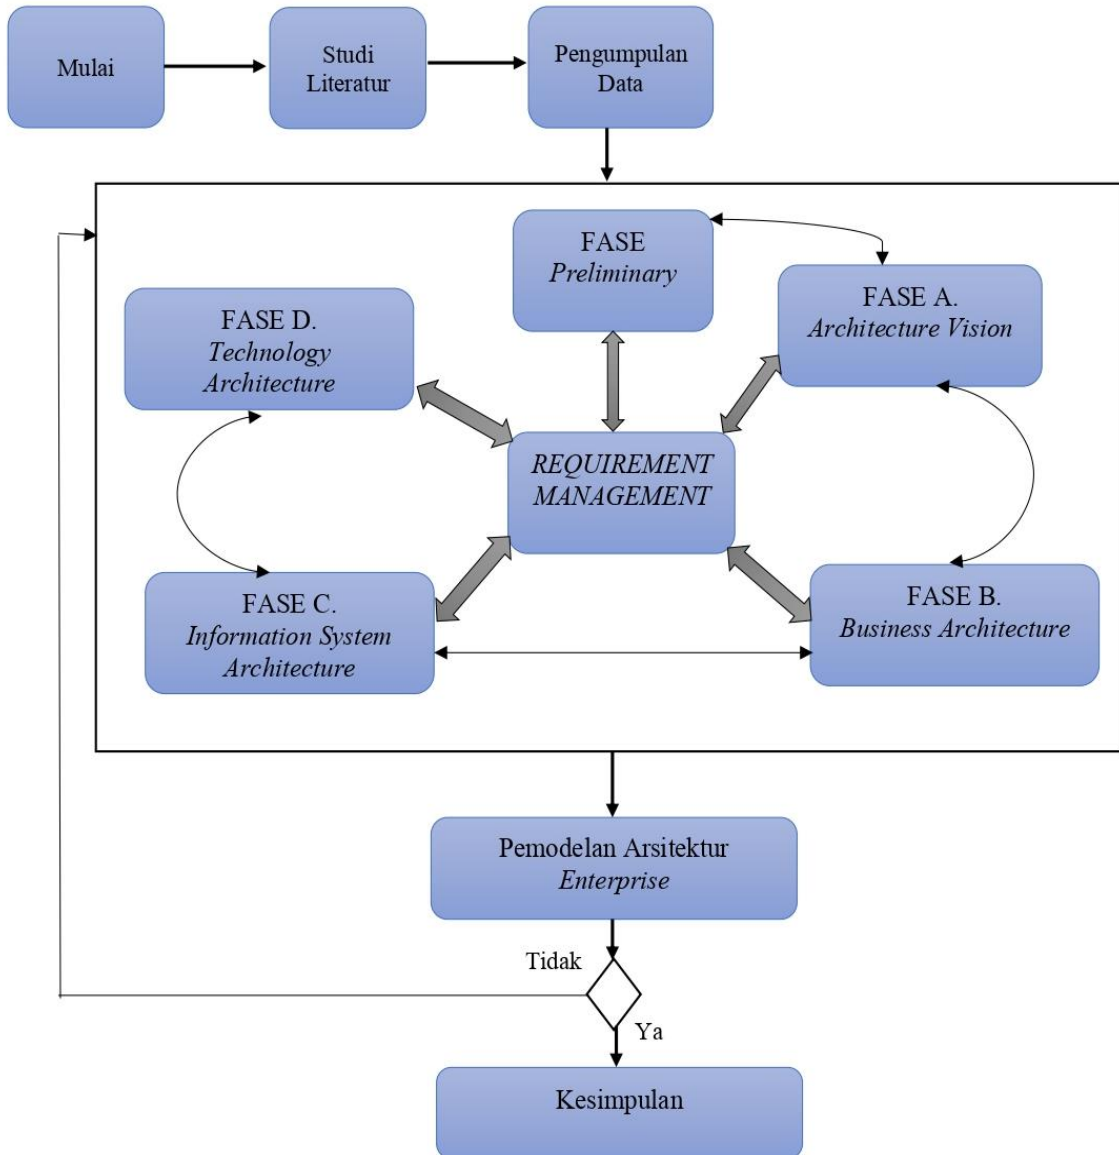 Mulai
Studi
Literatur
Pengumpulan
Data
FASE
Preliminary
FASE A.
Architecture Vision
FASE D.
Technology
Architecture
REQUIREMENT
MANAGEMENT
FASE C.
Information System
Architecture
FASE B.
Business Architecture
Pemodelan Arsitektur
Enterprise
Tidak
Ya
Kesimpulan